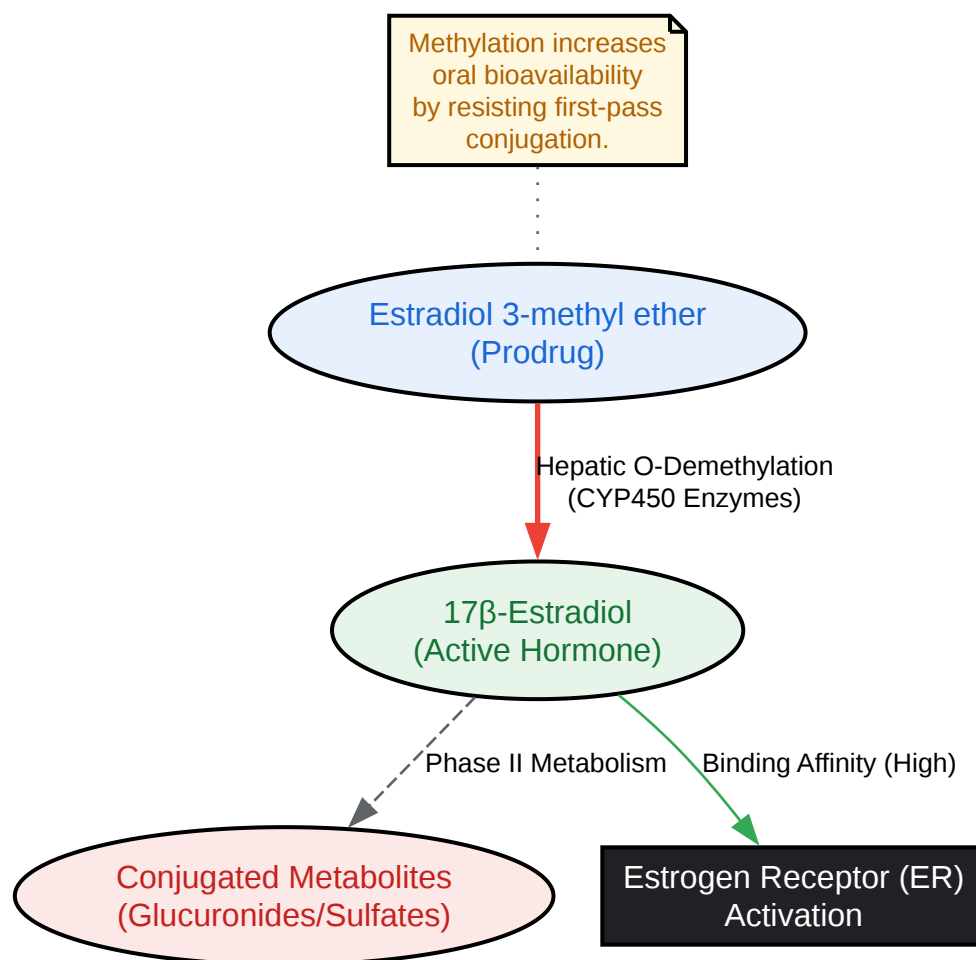 Methylation increases
oral bioavailability
by resisting first-pass
conjugation.
Estradiol 3-methyl ether
(Prodrug)
Hepatic O-Demethylation
(CYP450 Enzymes)
17β-Estradiol
(Active Hormone)
Phase II Metabolism
Binding Affinity (High)
Conjugated Metabolites
(Glucuronides/Sulfates)
Estrogen Receptor (ER)
Activation